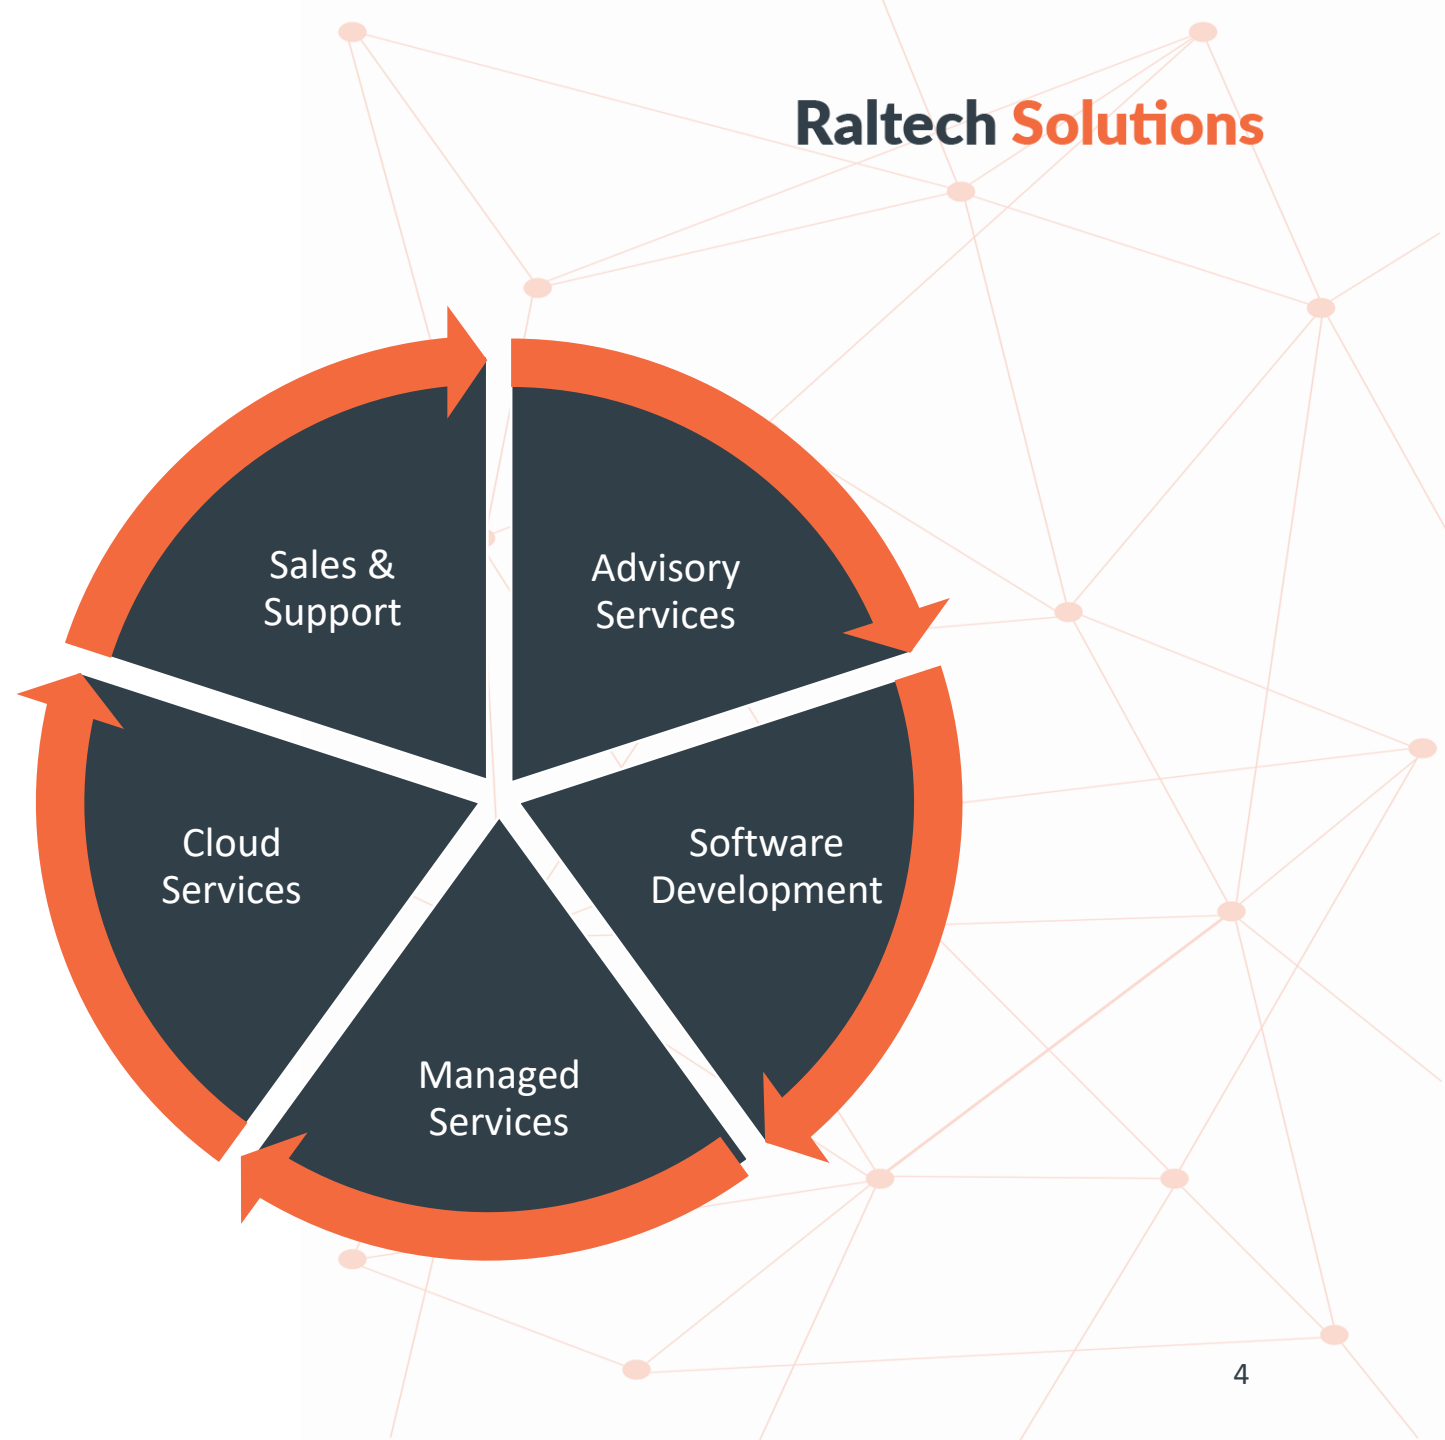 Raltech Solutions
Sales &
Support
Advisory
Services
Cloud
Services
Software
Development
Managed
Services
4